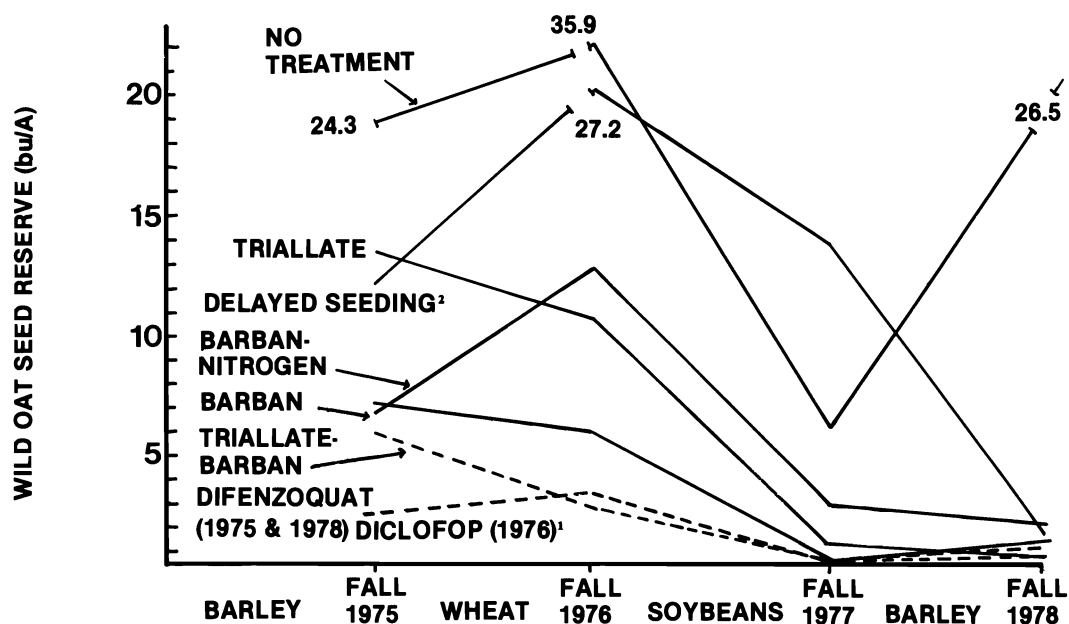 WILD OAT SEED RESERVE (bu/A)
NO
TREATMENT
35.9
20
24.3
27.2
26.5
15
TRIALLATE
DELAYED SEEDING²
10
BARBAN-
NITROGEN
BARBAN
TRIALLATE-
BARBAN
5
DIFENZOQUAT
(1975 & 1978) DICLOFOP (1976)¹
BARLEY
FALL
1975
WHEAT
FALL
1976
SOYBEANS
FALL
1977
BARLEY
FALL
1978